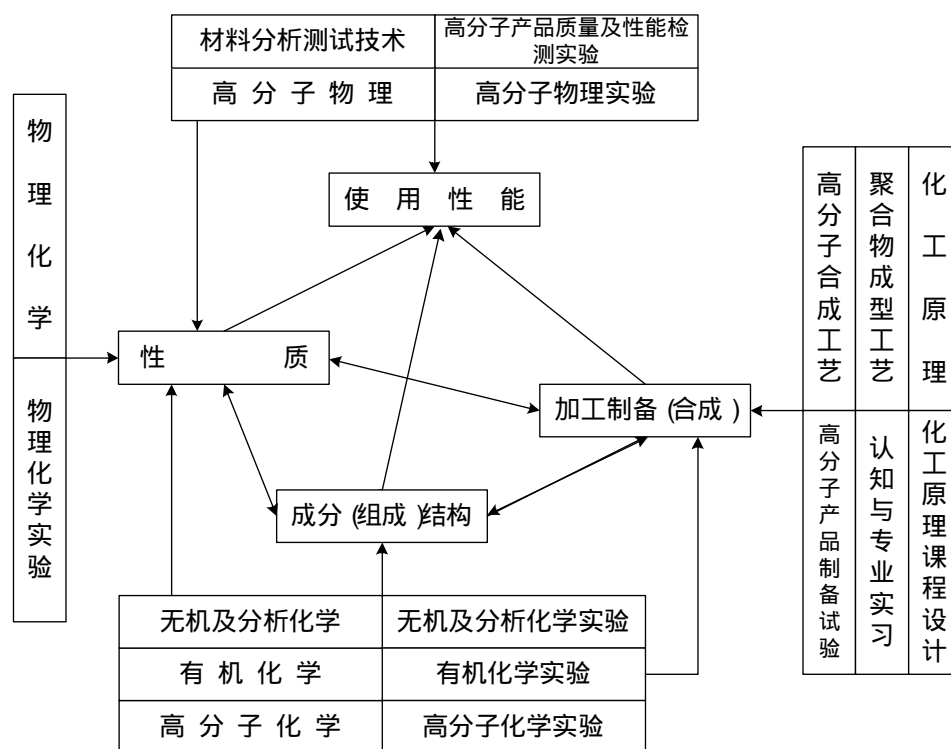 材料分析测试技术
高分子产品质量及性能检
测实验
高分子物理
高分子物理实验
物理化学
物理化学实验
使用性能
性质
加工制备(合成)
成分(组成)结构
高分子合成工艺
聚合物成型工艺
化工原理
高分子产品制备试验
认知与专业实习
化工原理课程设计
无机及分析化学
无机及分析化学实验
有机化学
有机化学实验
高分子化学
高分子化学实验